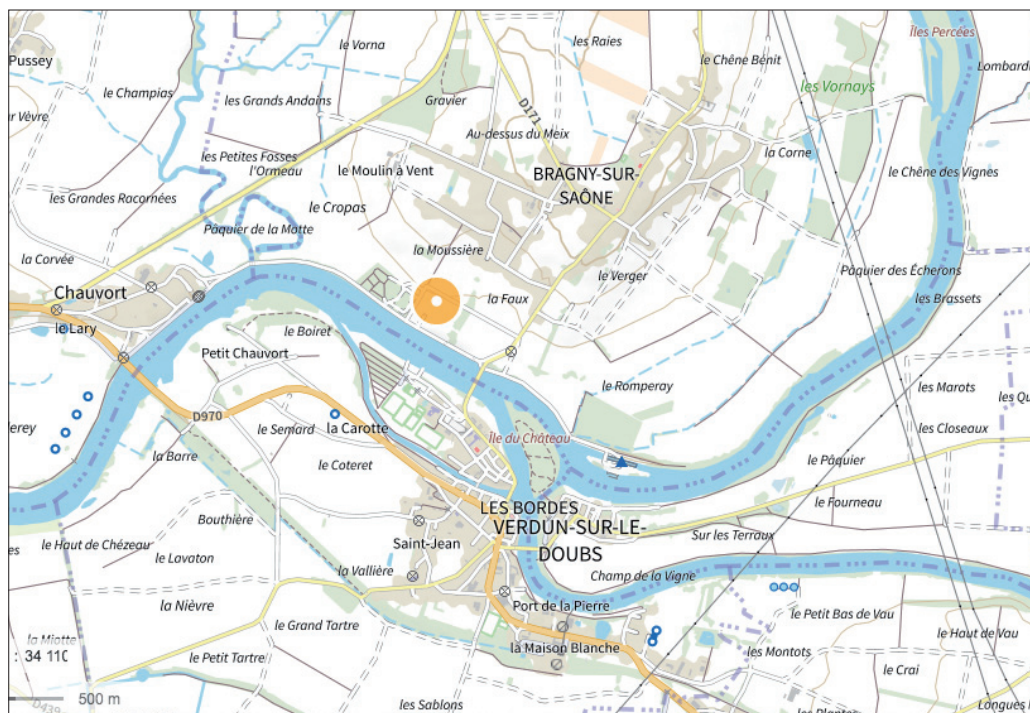 Îles Percées
le Vorna
les Raies
Pussey
le Chêne Bénit
Lombard
le Champias
les Grands Andains
Gravier
les Vornays
D171
r Vèvre
Au-dessus du Meix
les Petites Fosses
l'Ormeau
le Moulin à Vent
la Corne
BRAGNY-SUR-
SAÔNE
le Chêne des Vignes
les Grandes Racornées
le Cropas
Pâquier de la Motte
la Moussière
la Corvée
le Verger
Pâquier des Écherons
Chauvort
la Faux
les Brassets
le Lary
le Boiret
Petit Chauvort
le Romperay
les Marots
les Qu
D970
erey
la Carotte
le Semard
Île du Château
les Closeaux
la Barre
le Coteret
le Pâquier
Bouthière
LES BORDES
le Fourneau
VERDUN-SUR-LE-
DOUBS
es
le Haut de Chézeau
Saint-Jean
Sur les Terraux
le Lavaton
la Vallière
Champ de la Vigne
la Nièvre
Port de la Pierre
le Petit Bas de Vau
le Grand Tartre
le Haut de Vau
la Miotte
la Maison Blanche
les Montots
: 34 110
le Petit Tartre
le Crai
500 m
D439
les Sablons
les Plantes
Longues